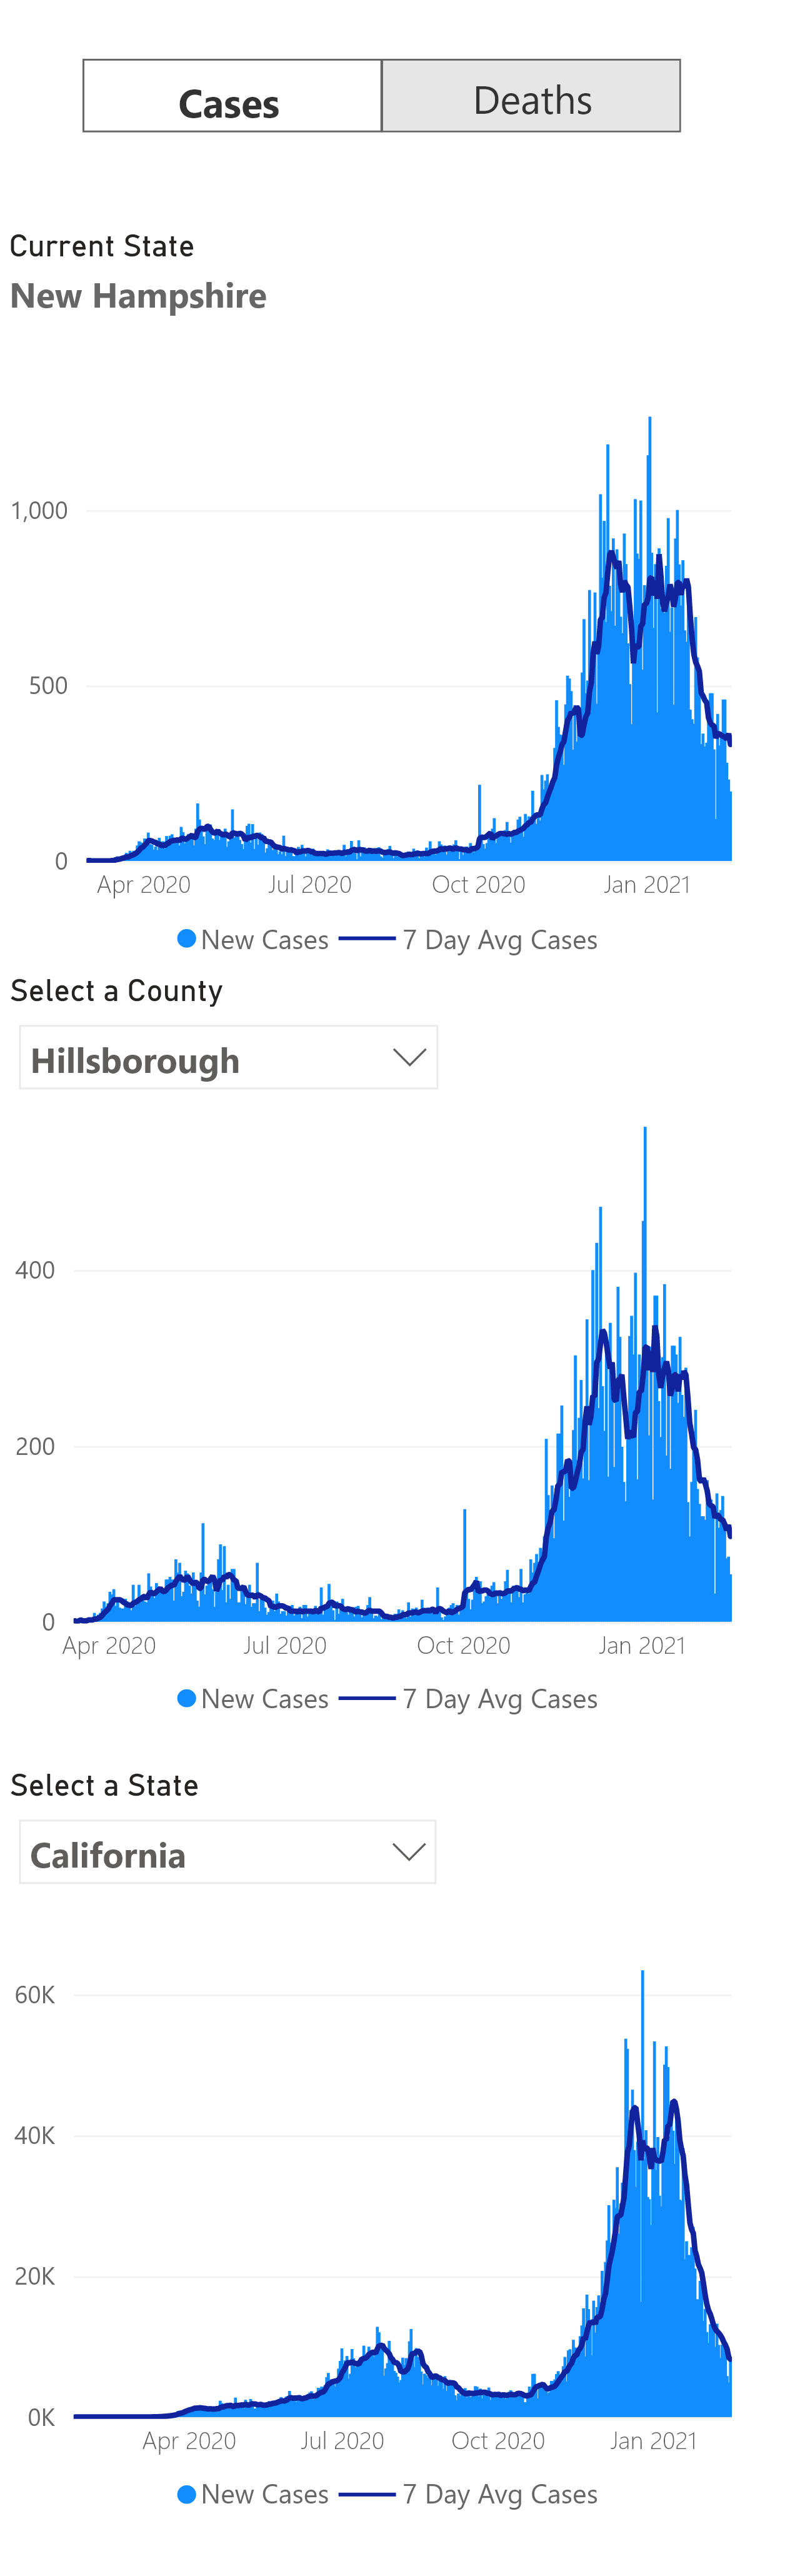 Cases Deaths
Current State
New Hampshire
1,000
500
0
Apr 2020 Jul 2020 Oct 2020 Jan 2021
New Cases 7 Day Avg Cases
Select a County
Hillsborough
400
200
0
Apr 2020 Jul 2020 Oct 2020 Jan 2021
New Cases 7 Day Avg Cases
Select a State
California
60K
40K
20K
0K
Apr 2020 Jul 2020 Oct 2020 Jan 2021
New Cases 7 Day Avg Cases